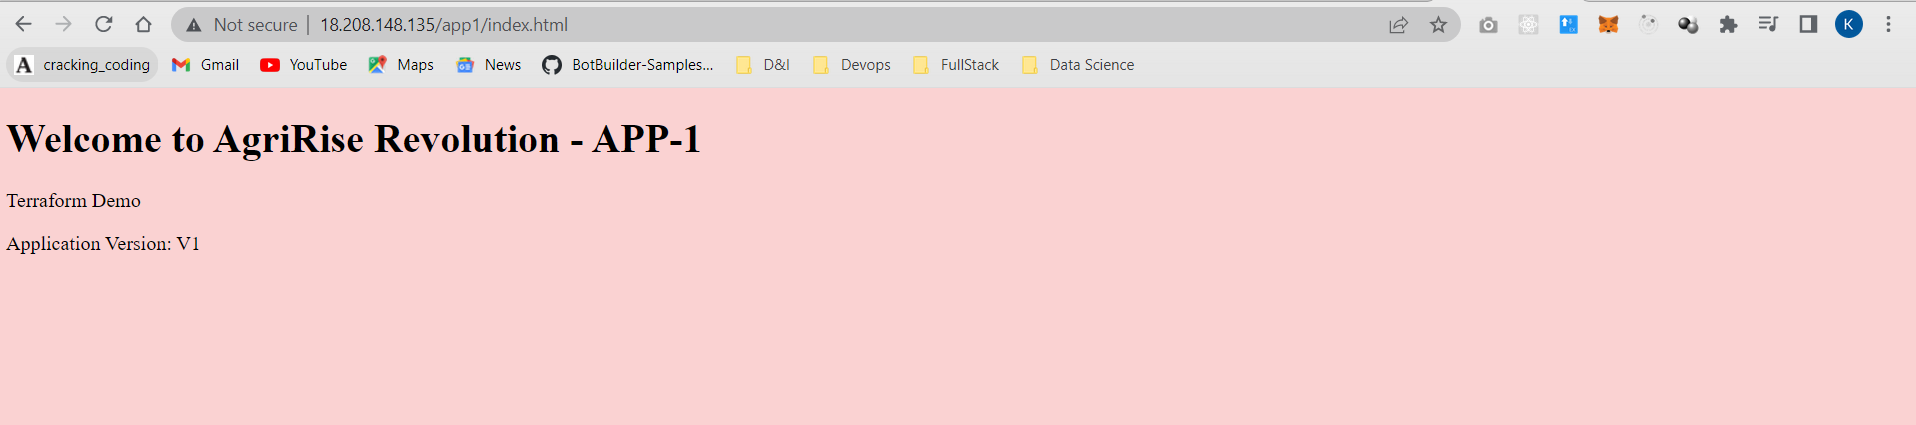 Not secure | 18.208.148.135/app1/index.html
K
A cracking_coding Gmail YouTube Maps News BotBuilder-Samples... D&I Devops FullStack Data Science
Welcome to AgriRise Revolution - APP-1
Terraform Demo
Application Version: V1